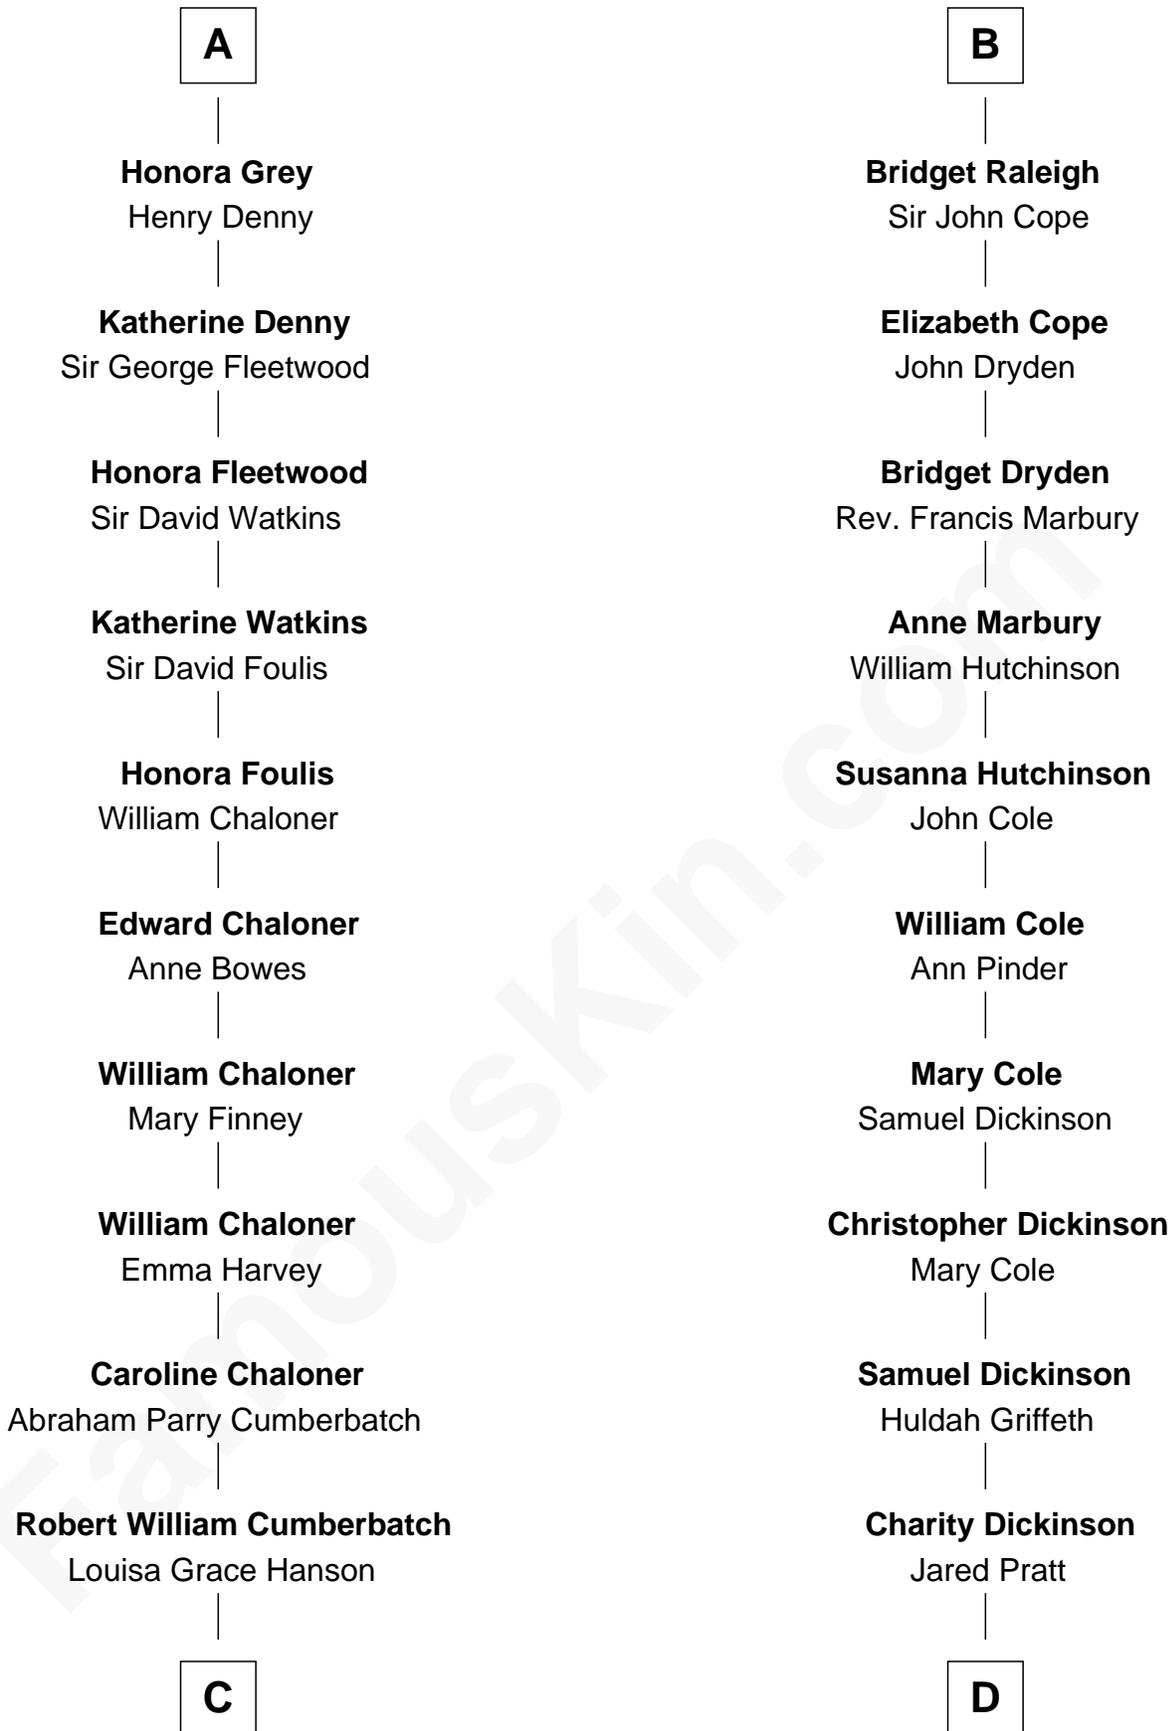 A
Honora Grey
Henry Denny
Katherine Denny
Sir George Fleetwood
Honora Fleetwood
Sir David Watkins
Katherine Watkins
Sir David Foulis
Honora Foulis
William Chaloner
Edward Chaloner
Anne Bowes
William Chaloner
Mary Finney
William Chaloner
Emma Harvey
Caroline Chaloner
Abraham Parry Cumberbatch
Robert William Cumberbatch
Louisa Grace Hanson
C
B
Bridget Raleigh
Sir John Cope
Elizabeth Cope
John Dryden
Bridget Dryden
Rev. Francis Marbury
Anne Marbury
William Hutchinson
Susanna Hutchinson
John Cole
William Cole
Ann Pinder
Mary Cole
Samuel Dickinson
Christopher Dickinson
Mary Cole
Samuel Dickinson
Huldah Griffeth
Charity Dickinson
Jared Pratt
D
FamousKin.com